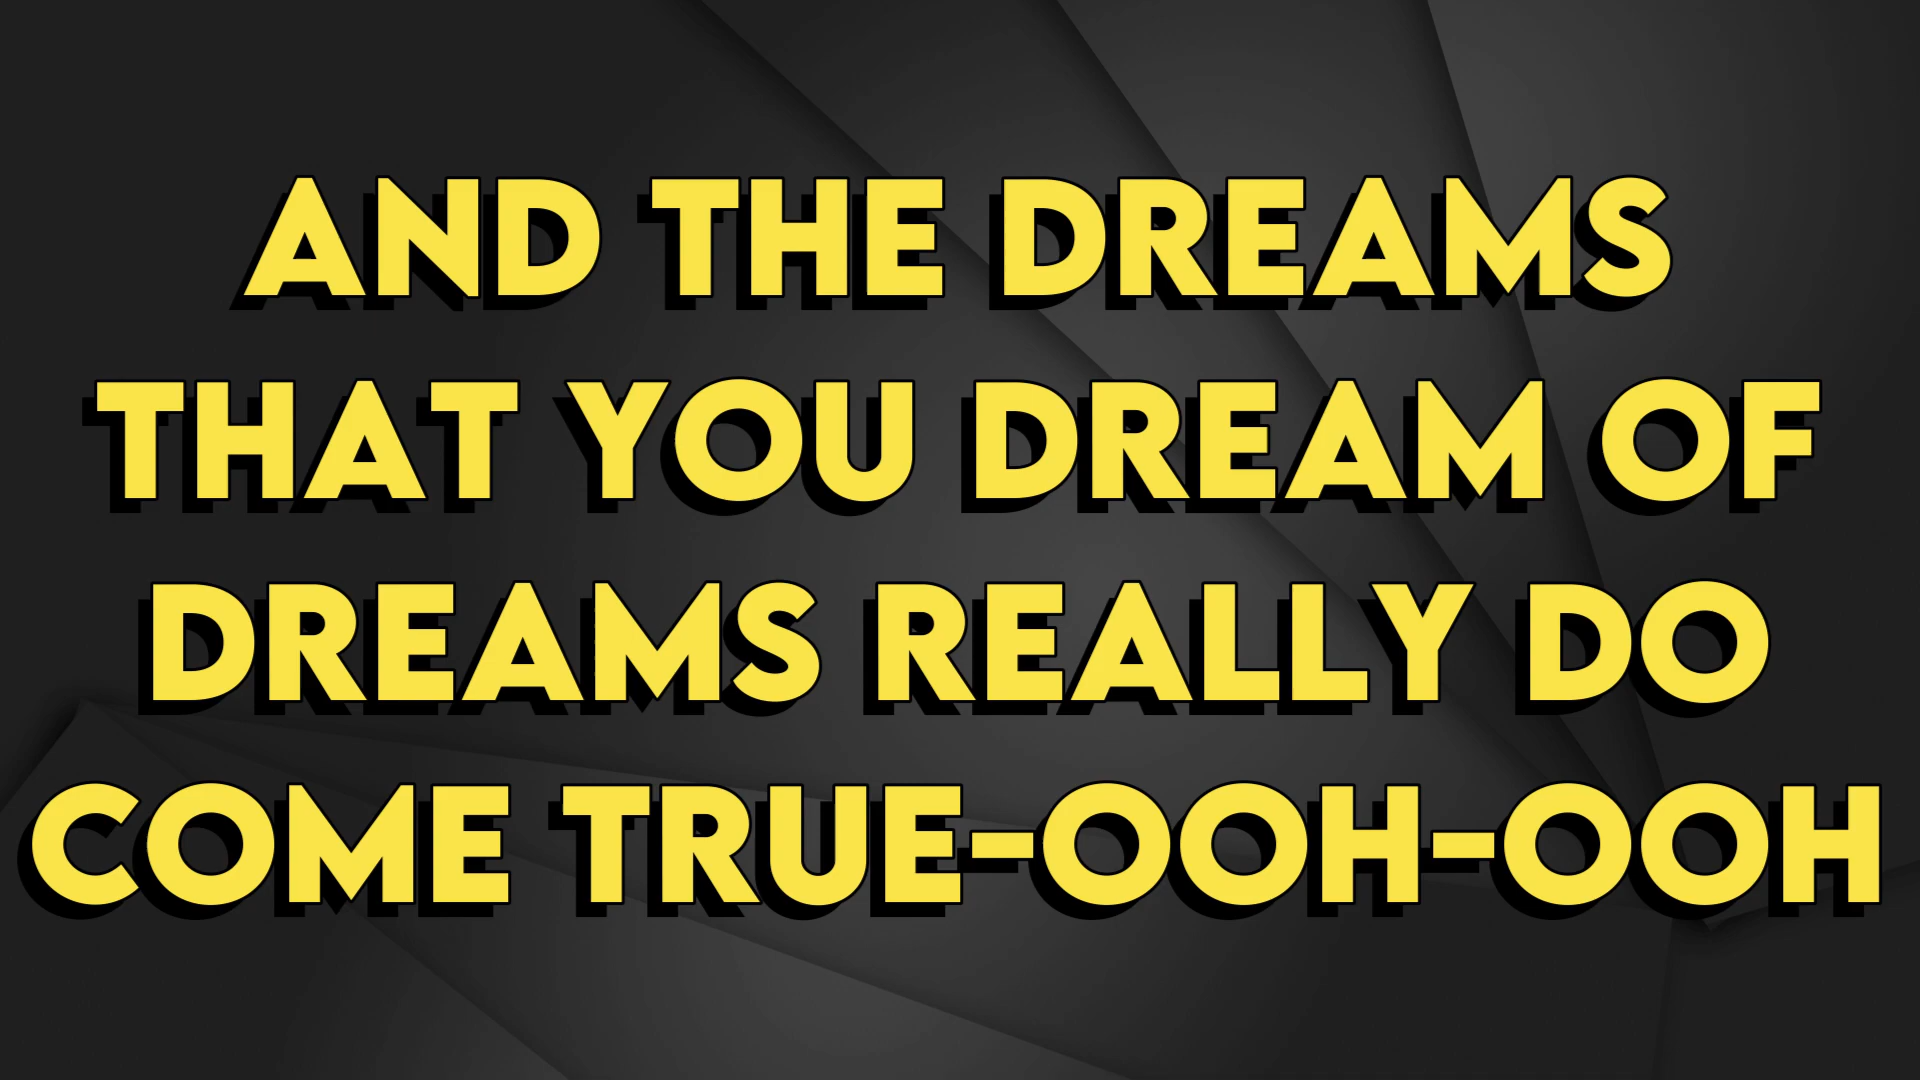 AND THE DREAMS
THAT YOU DREAM OF
DREAMS REALLY DO
COME TRUE-OOH-OOH